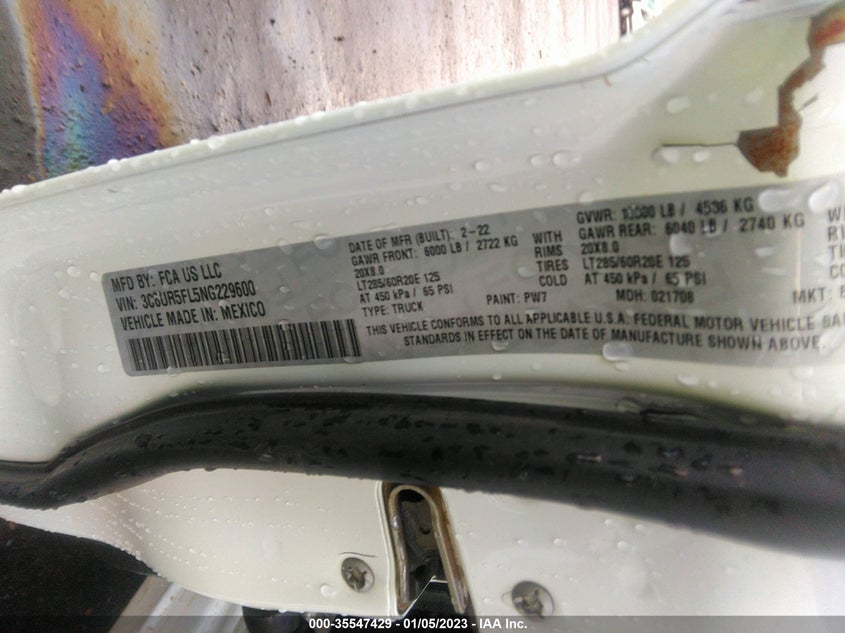 MFD BY: FCA US LLC
VIN: 3C6UR5FL5NG229600
VEHICLE MADE IN: MEXICO
DATE OF MFR (BUILT): 2-22
GAWR FRONT: 6000 LB / 2722 KG
20X8.0
LT285/60R20E 125
AT 450 kPa / 65 PSI
TYPE: TRUCK
WITH
RIMS
TIRES
COLD
GVWR: LB / 4536 KG
GAWR REAR: 6040 LB / 2740 KG
20X8.0
LT285/60R20E 125
AT 450 kPa / 65 PSI
PAINT: PW7
MDH: 021708
MKT:
THIS VEHICLE CONFORMS TO ALL APPLICABLE U.S.A. FEDERAL MOTOR VEHICLE
STANDARDS IN EFFECT ON THE DATE OF MANUFACTURE SHOWN ABOVE.
000-35547429 - 01/05/2023 - IAA Inc.